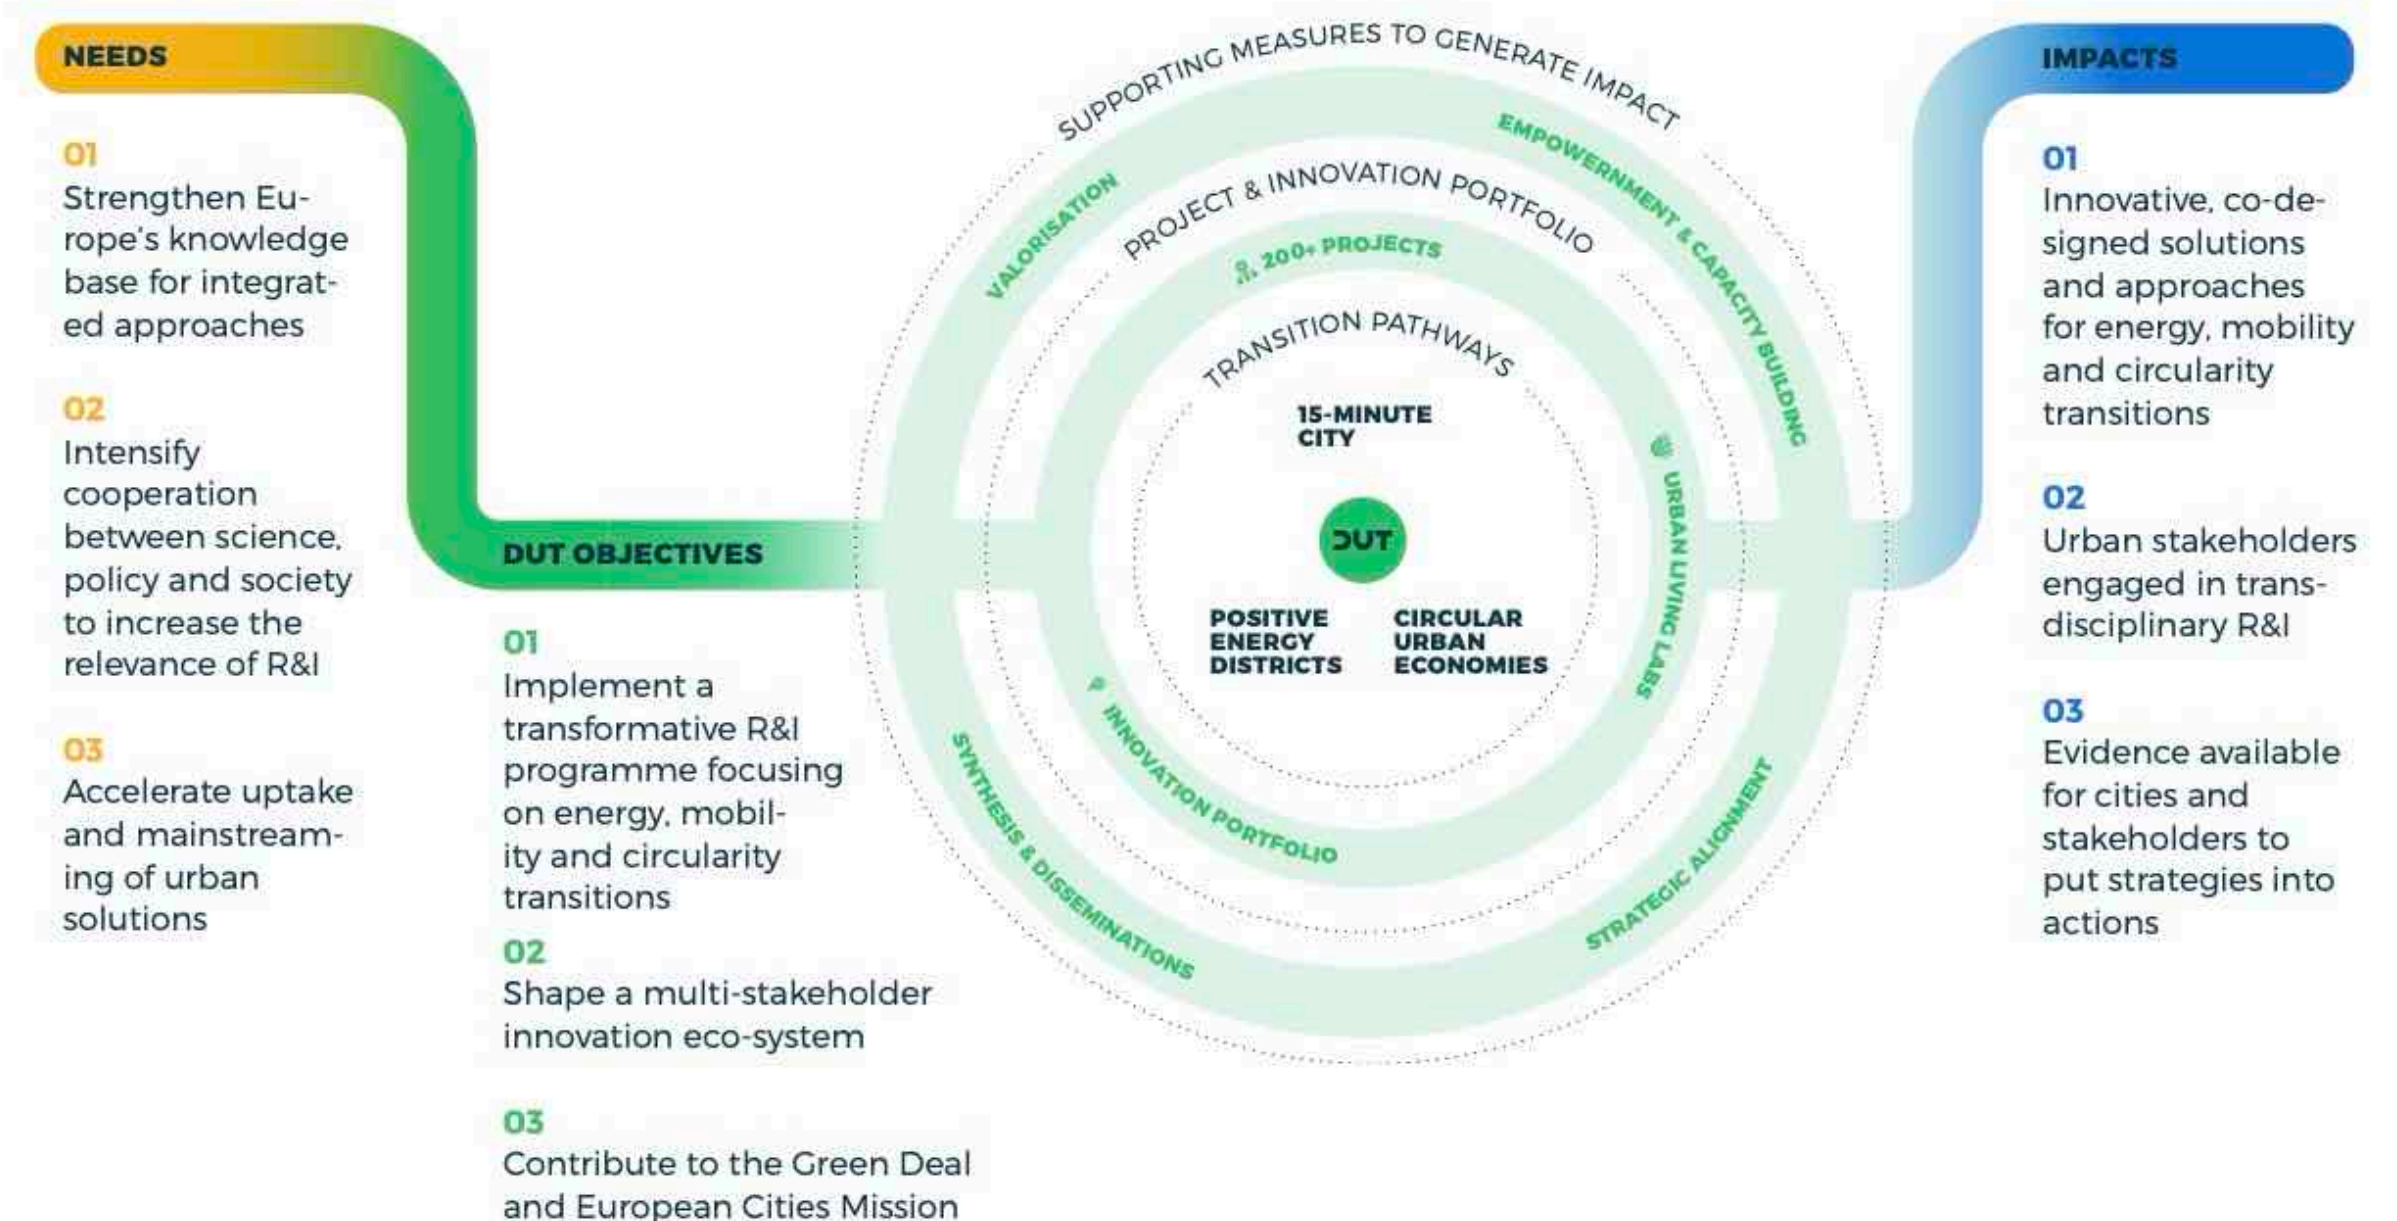 NEEDS
01
Strengthen Eu-
rope's knowledge
base for integrat-
ed approaches
02
Intensify
cooperation
between science,
policy and society
to increase the
relevance of R&I
03
Accelerate uptake
and mainstream-
ing of urban
solutions
DUT OBJECTIVES
01
Implement a
transformative R&I
programme focusing
on energy, mobil-
ity and circularity
transitions
02
Shape a multi-stakeholder
innovation eco-system
03
Contribute to the Green Deal
and European Cities Mission
SUPPORTING MEASURES TO GENERATE IMPACT
VALORISATION
EMPOWERNMENT & CAPACITY BUILDING
SYNTHESIS & DISSEMINATIONS
STRATEGIC ALIGNMENT
PROJECT & INNOVATION PORTFOLIO
200+ PROJECTS
URBAN LIVING LABS
INNOVATION PORTFOLIO
TRANSITION PATHWAYS
15-MINUTE
CITY
DUT
POSITIVE
ENERGY
DISTRICTS
CIRCULAR
URBAN
ECONOMIES
IMPACTS
01
Innovative, co-de-
signed solutions
and approaches
for energy, mobility
and circularity
transitions
02
Urban stakeholders
engaged in trans-
disciplinary R&I
03
Evidence available
for cities and
stakeholders to
put strategies into
actions